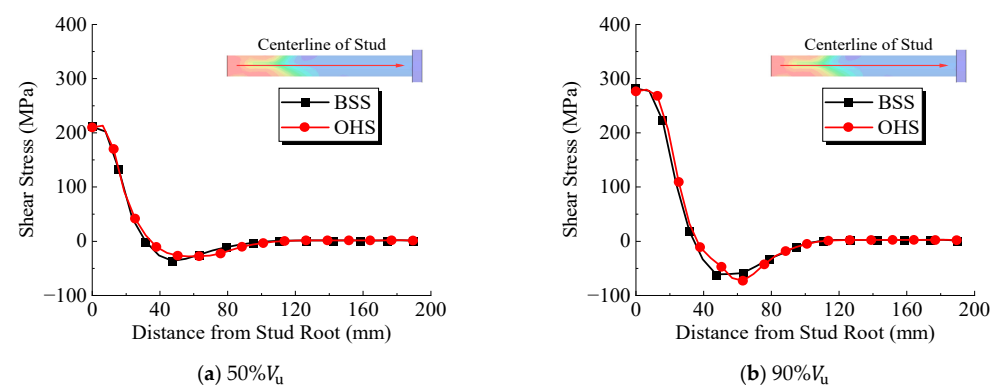 400
300
200
100
0
−100
Shear Stress (MPa)
Centerline of Stud
BSS
OHS
0 40 80 120 160 200
Distance from Stud Root (mm)
(a) 50%Vu
400
300
200
100
0
−100
Shear Stress (MPa)
Centerline of Stud
BSS
OHS
0 40 80 120 160 200
Distance from Stud Root (mm)
(b) 90%Vu